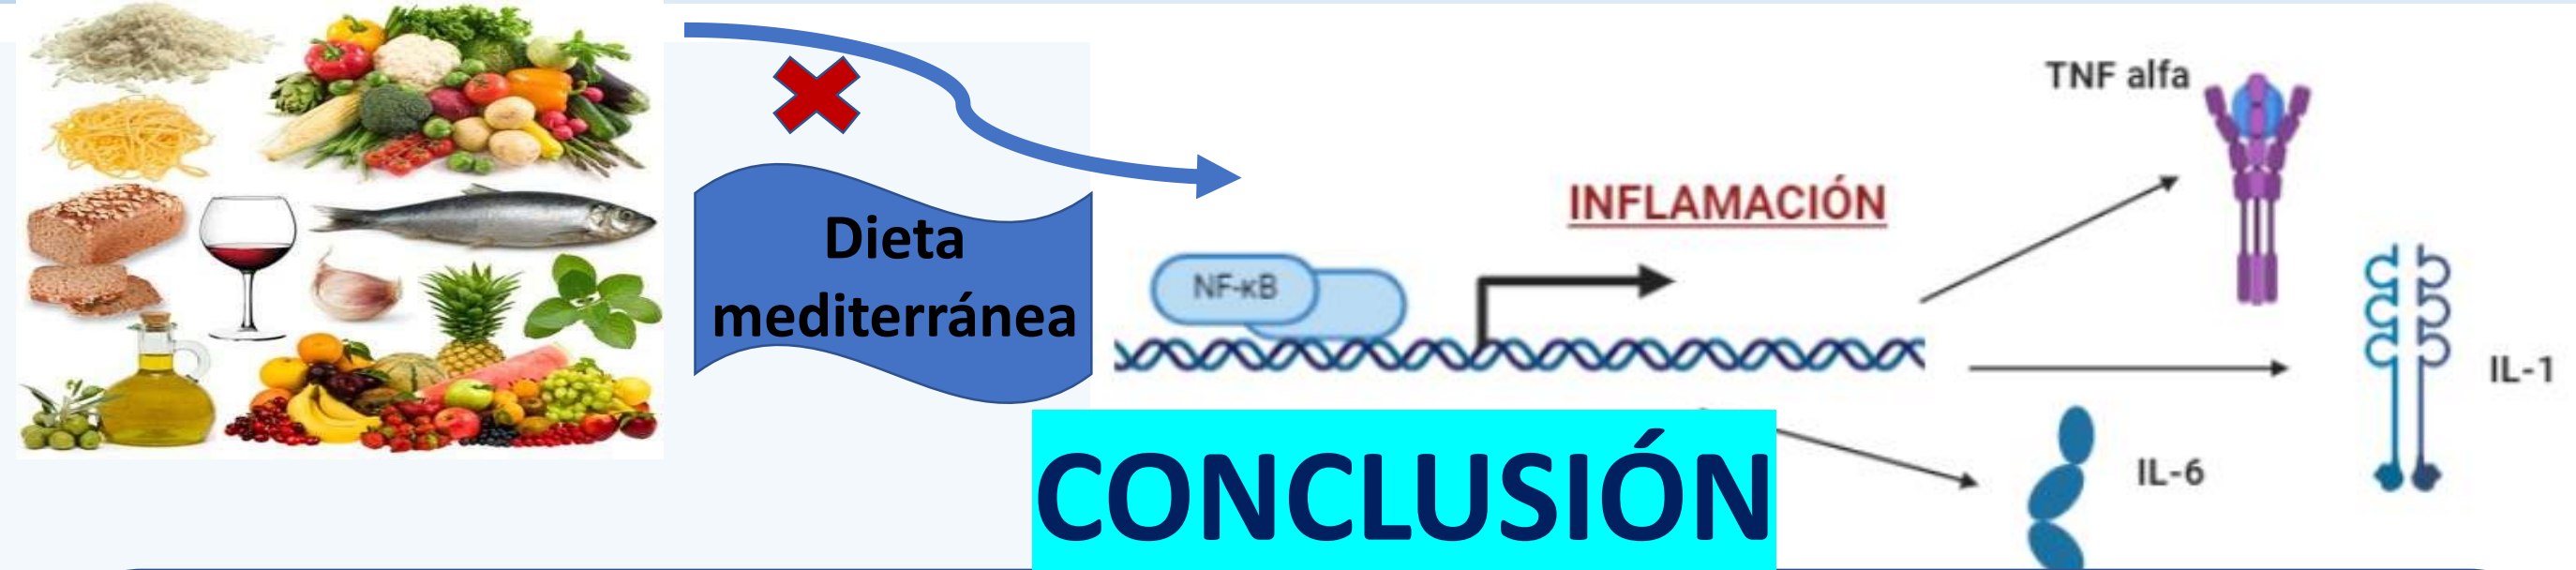 TNF alfa
INFLAMACIÓN
Dieta
mediterránea
NF-κB
IL-1
IL-6
CONCLUSIÓN